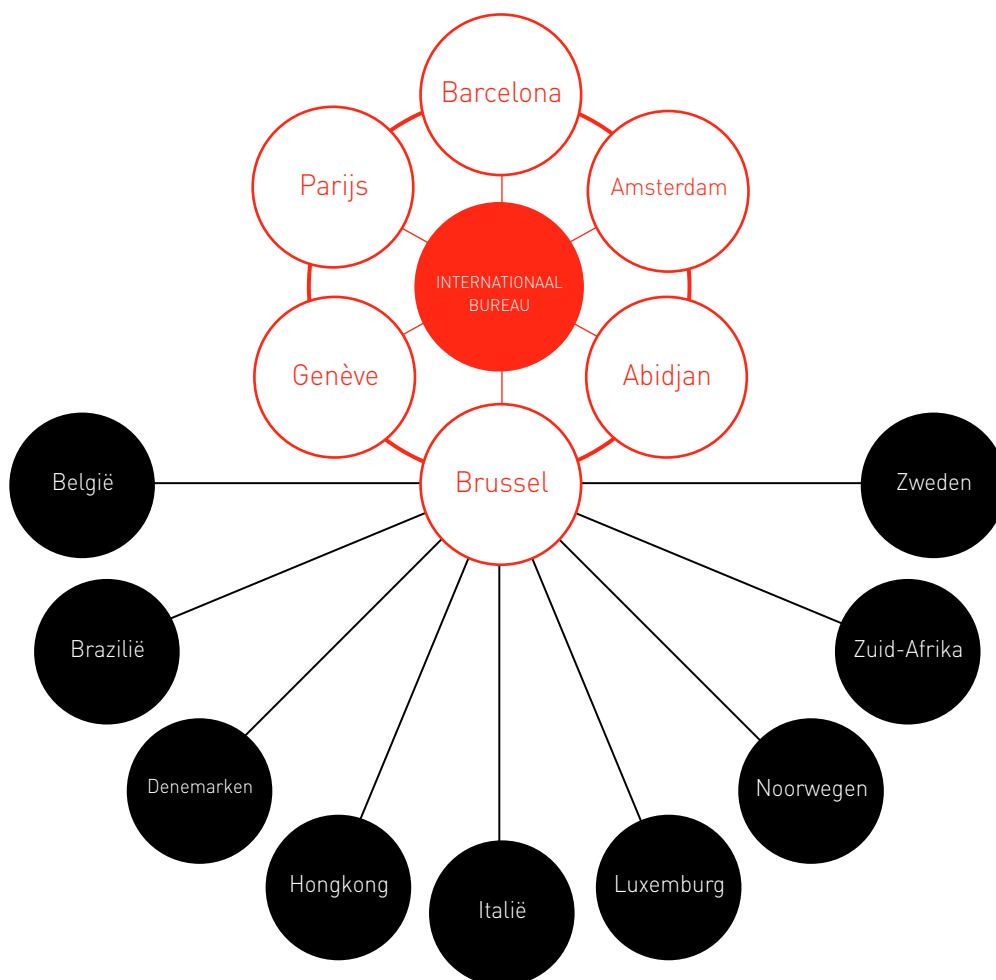 Barcelona
Parijs
Amsterdam
INTERNATIONAAL
BUREAU
Genève
Abidjan
Brussel
België
Zweden
Brazilië
Zuid-Afrika
Denemarken
Noorwegen
Hongkong
Luxemburg
Italië